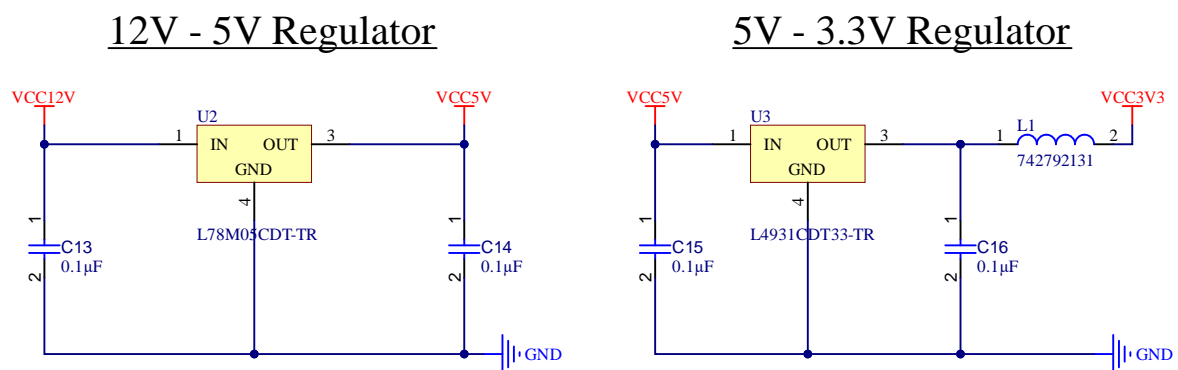 12V - 5V Regulator
VCC12V
VCC5V
U2
1
IN
OUT
3
GND
4
L78M05CDT-TR
1
C13
0.1µF
2
1
C14
0.1µF
2
GND
5V - 3.3V Regulator
VCC5V
VCC3V3
U3
1
IN
OUT
3
GND
4
L4931CDT33-TR
L1
1
2
742792131
1
C15
0.1µF
2
1
C16
0.1µF
2
GND